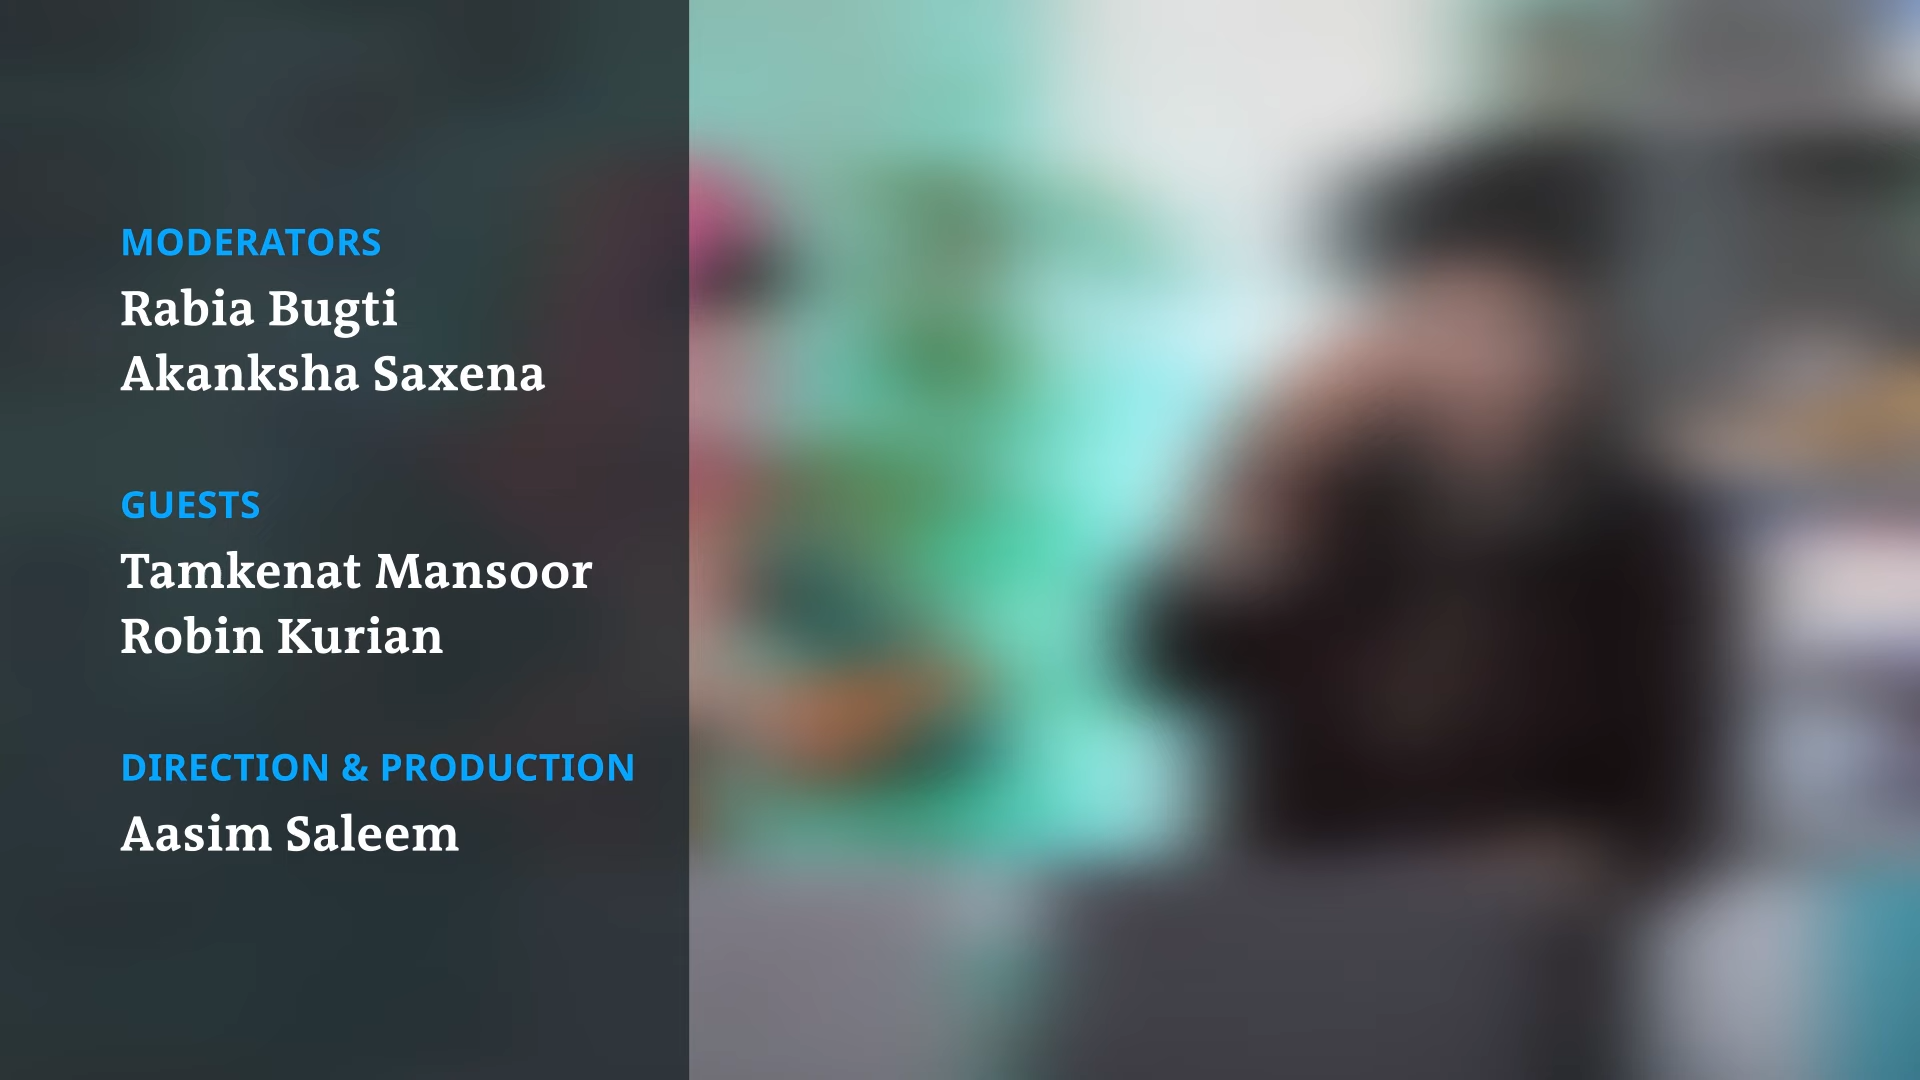 MODERATORS
Rabia Bugti
Akanksha Saxena
GUESTS
Tamkenat Mansoor
Robin Kurian
DIRECTION & PRODUCTION
Aasim Saleem